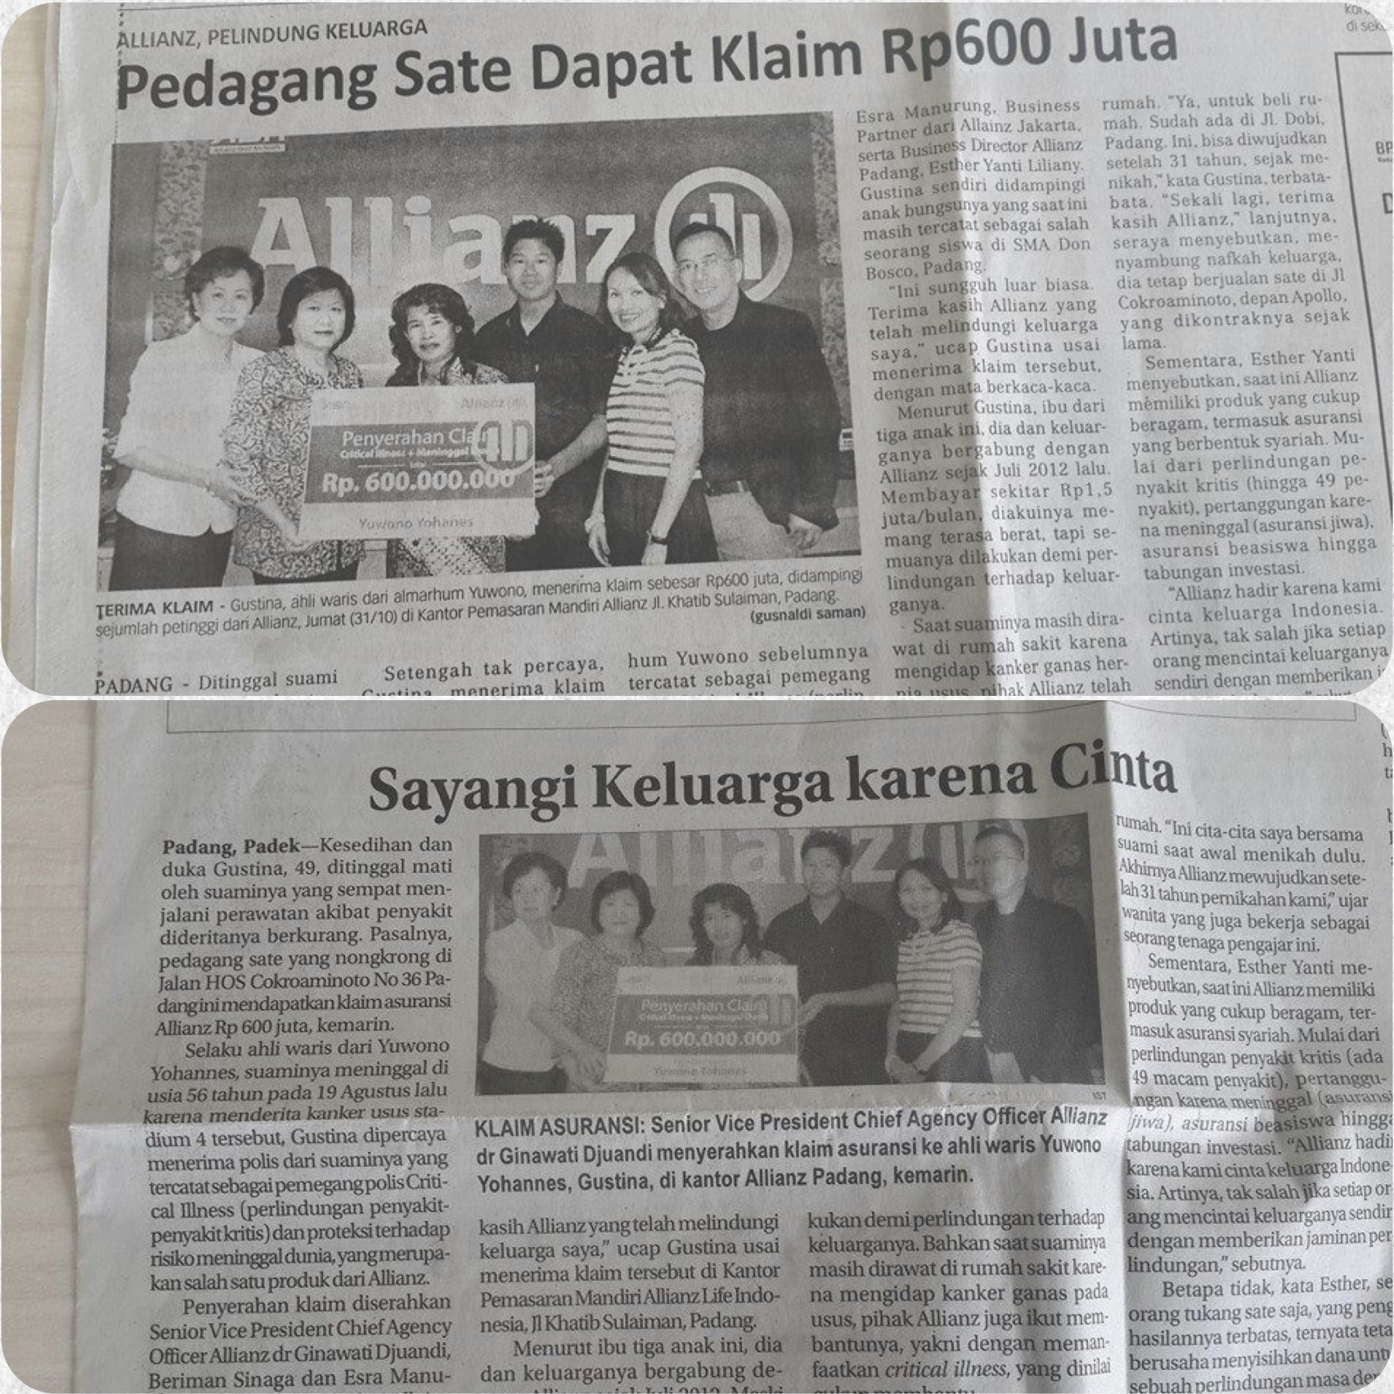 ALLIANZ, PELINDUNG KELUARGA
Pedagang Sate Dapat Klaim Rp600 Juta
Allianz
Allianz
Penyerahan Cla
Critical Illness + Meninggal
Rp. 600.000.000
Yuwono Yohanes
TERIMA KLAIM - Gustina, ahli waris dari almarhum Yuwono, menerima klaim sebesar Rp600 juta, didampingi
sejumlah petinggi dari Allianz, Jumat (31/10) di Kantor Pemasaran Mandiri Allianz Jl. Khatib Sulaiman, Padang.
(gusnaldi saman)
PADANG - Ditinggal suami
Setengah tak percaya,
Gustina menerima klaim
hum Yuwono sebelumnya
tercatat sebagai pemegang
Esra Manurung, Business
Partner dari Allainz Jakarta,
serta Business Director Allianz
Padang, Esther Yanti Liliany.
Gustina sendiri didampingi
anak bungsunya yang saat ini
masih tercatat sebagai salah
seorang siswa di SMA Don
Bosco, Padang.
"Ini sungguh luar biasa.
Terima kasih Allianz yang
telah melindungi keluarga
saya," ucap Gustina usai
menerima klaim tersebut,
dengan mata berkaca-kaca.
Menurut Gustina, ibu dari
tiga anak ini, dia dan keluar-
ganya bergabung dengan
Allianz sejak Juli 2012 lalu.
Membayar sekitar Rp1,5
juta/bulan, diakuinya me-
mang terasa berat, tapi se-
muanya dilakukan demi per-
lindungan terhadap keluar-
ganya.
Saat suaminya masih dira-
wat di rumah sakit karena
mengidap kanker ganas her-
nia usus, pihak Allianz telah
rumah. "Ya, untuk beli ru-
mah. Sudah ada di Jl. Dobi,
Padang. Ini, bisa diwujudkan
setelah 31 tahun, sejak me-
nikah," kata Gustina, terbata-
bata. "Sekali lagi, terima
kasih Allianz," lanjutnya,
seraya menyebutkan, me-
nyambung nafkah keluarga,
dia tetap berjualan sate di Jl
Cokroaminoto, depan Apollo,
yang dikontraknya sejak
lama.
Sementara, Esther Yanti
menyebutkan, saat ini Allianz
memiliki produk yang cukup
beragam, termasuk asuransi
yang berbentuk syariah. Mu-
lai dari perlindungan pe-
nyakit kritis (hingga 49 pe-
nyakit), pertanggungan kare-
na meninggal (asuransi jiwa),
asuransi beasiswa hingga
tabungan investasi.
"Allianz hadir karena kami
cinta keluarga Indonesia.
Artinya, tak salah jika setiap
orang mencintai keluarganya
sendiri dengan memberikan
di
BP
Sayangi Keluarga karena Cinta
Padang, Padek—Kesedihan dan
duka Gustina, 49, ditinggal mati
oleh suaminya yang sempat men-
jalani perawatan akibat penyakit
dideritanya berkurang. Pasalnya,
pedagang sate yang nongkrong di
Jalan HOS Cokroaminoto No 36 Pa-
dang ini mendapatkan klaim asuransi
Allianz Rp 600 juta, kemarin.
Selaku ahli waris dari Yuwono
Yohannes, suaminya meninggal di
usia 56 tahun pada 19 Agustus lalu
karena menderita kanker usus sta-
dium 4 tersebut, Gustina dipercaya
menerima polis dari suaminya yang
tercatat sebagai pemegang polis Criti-
cal Illness (perlindungan penyakit-
penyakit kritis) dan proteksi terhadap
risiko meninggal dunia, yang merupa-
kan salah satu produk dari Allianz.
Penyerahan klaim diserahkan
Senior Vice President Chief Agency
Officer Allianz dr Ginawati Djuandi,
Beriman Sinaga dan Esra Manu-
Allianz
Allianz
Penyerahan Claim
Rp. 600.000.000
Yuwono Yohanes
IST
KLAIM ASURANSI: Senior Vice President Chief Agency Officer Allianz
dr Ginawati Djuandi menyerahkan klaim asuransi ke ahli waris Yuwono
Yohannes, Gustina, di kantor Allianz Padang, kemarin.
kasih Allianz yang telah melindungi
keluarga saya," ucap Gustina usai
menerima klaim tersebut di Kantor
Pemasaran Mandiri Allianz Life Indo-
nesia, Jl Khatib Sulaiman, Padang.
Menurut ibu tiga anak ini, dia
dan keluarganya bergabung de-
kukan demi perlindungan terhadap
keluarganya. Bahkan saat suaminya
masih dirawat di rumah sakit kare-
na mengidap kanker ganas pada
usus, pihak Allianz juga ikut mem-
bantunya, yakni dengan meman-
faatkan critical illness, yang dinilai
rumah. "Ini cita-cita saya bersama
suami saat awal menikah dulu.
Akhirnya Allianz mewujudkan sete-
lah 31 tahun pernikahan kami," ujar
wanita yang juga bekerja sebagai
seorang tenaga pengajar ini.
Sementara, Esther Yanti me-
nyebutkan, saat ini Allianz memiliki
produk yang cukup beragam, ter-
masuk asuransi syariah. Mulai dari
perlindungan penyakit kritis (ada
49 macam penyakit), pertanggu-
ngan karena meninggal (asuransi
jiwa), asuransi beasiswa hingga
tabungan investasi. "Allianz hadi
karena kami cinta keluarga Indone-
sia. Artinya, tak salah jika setiap or-
ang mencintai keluarganya sendir
dengan memberikan jaminan per-
lindungan," sebutnya.
Betapa tidak, kata Esther, se
orang tukang sate saja, yang peng
hasilannya terbatas, ternyata teta
berusaha menyisihkan dana untu
sebuah perlindungan masa dep